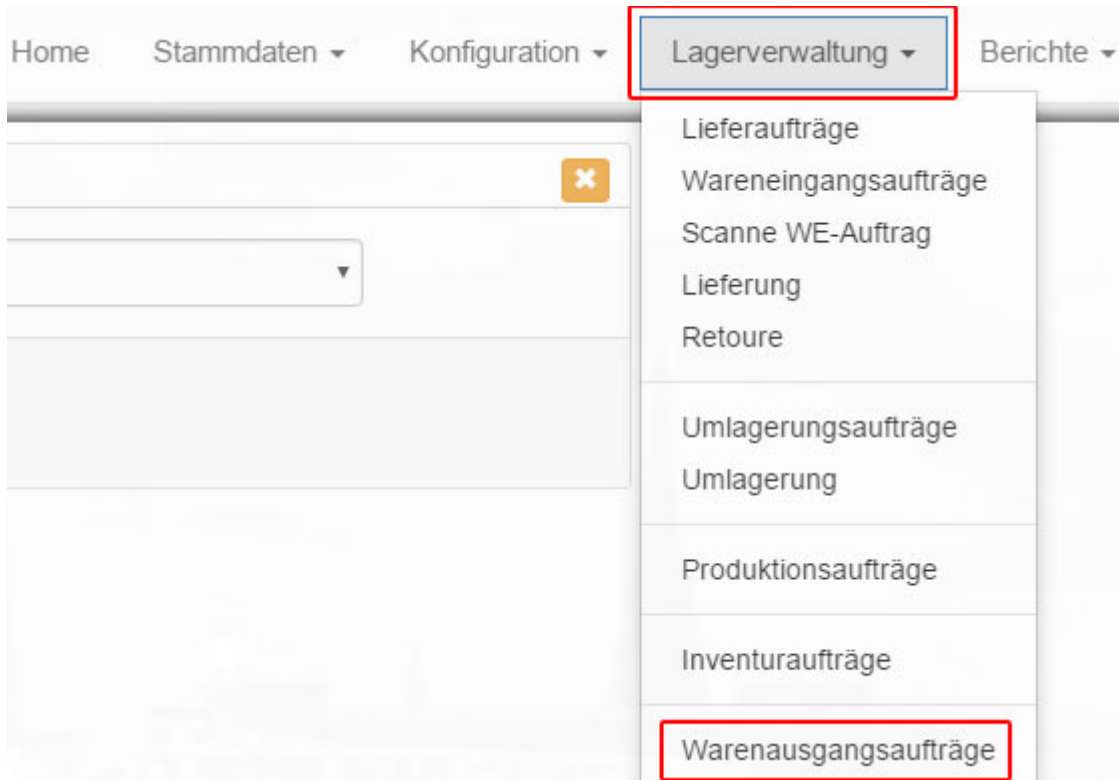 Home Stammdaten Konfiguration Lagerverwaltung Berichte
Lieferaufträge
Wareneingangsaufträge
Scanne WE-Auftrag
Lieferung
Retoure
Umlagerungsaufträge
Umlagerung
Produktionsaufträge
Inventuraufträge
Warenausgangsaufträge